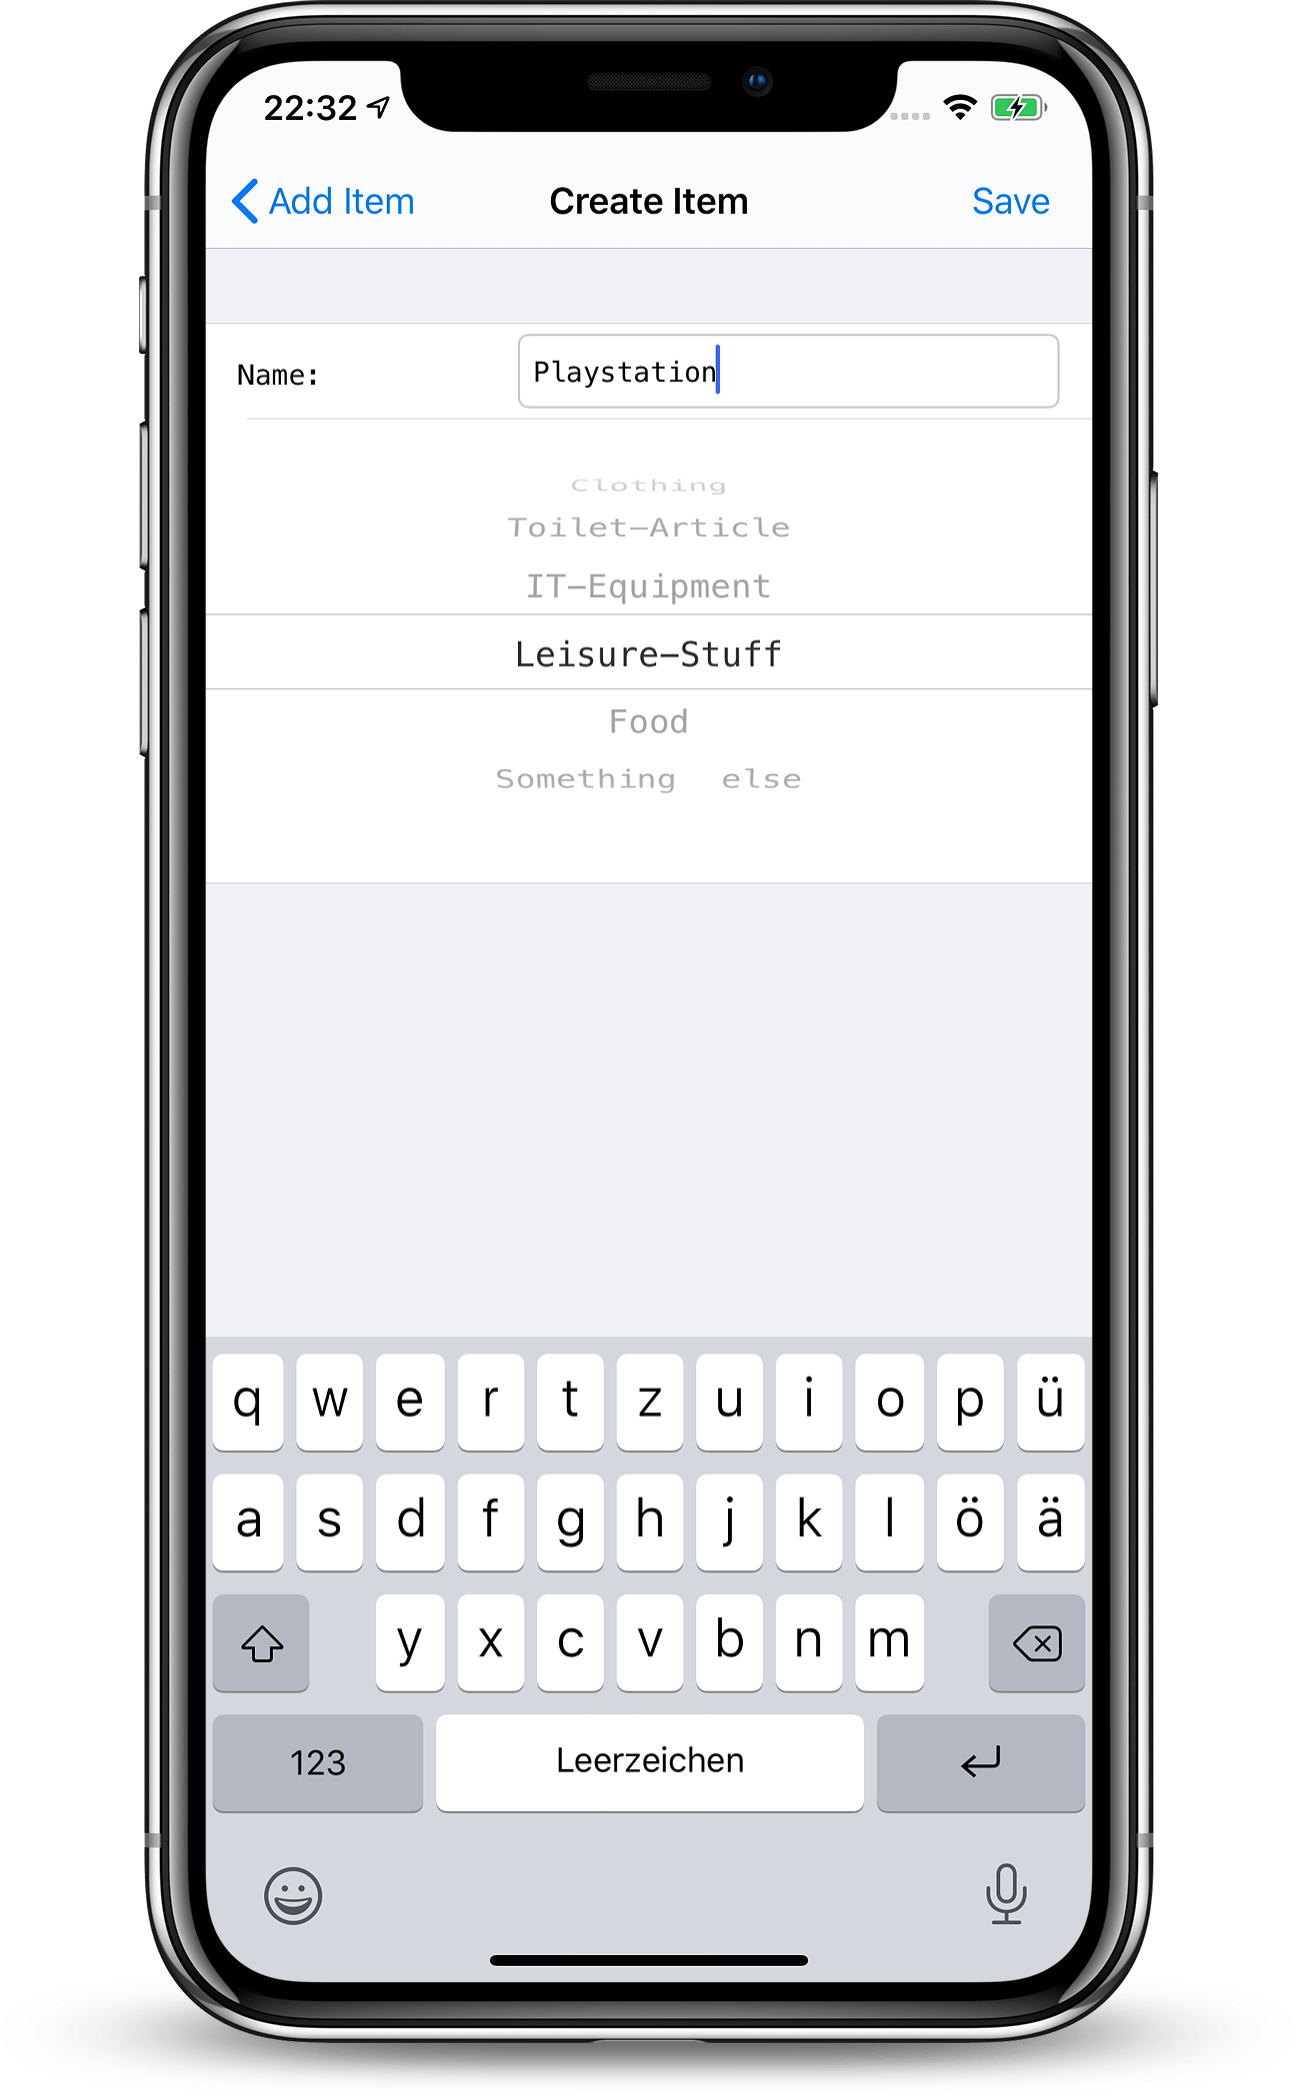 22:32
Add Item Create Item Save
Name: Playstation
Clothing
Toilet-Article
IT-Equipment
Leisure-Stuff
Food
Something else
q w e r t z u i o p ü
a s d f g h j k l ö ä
y x c v b n m
123 Leerzeichen